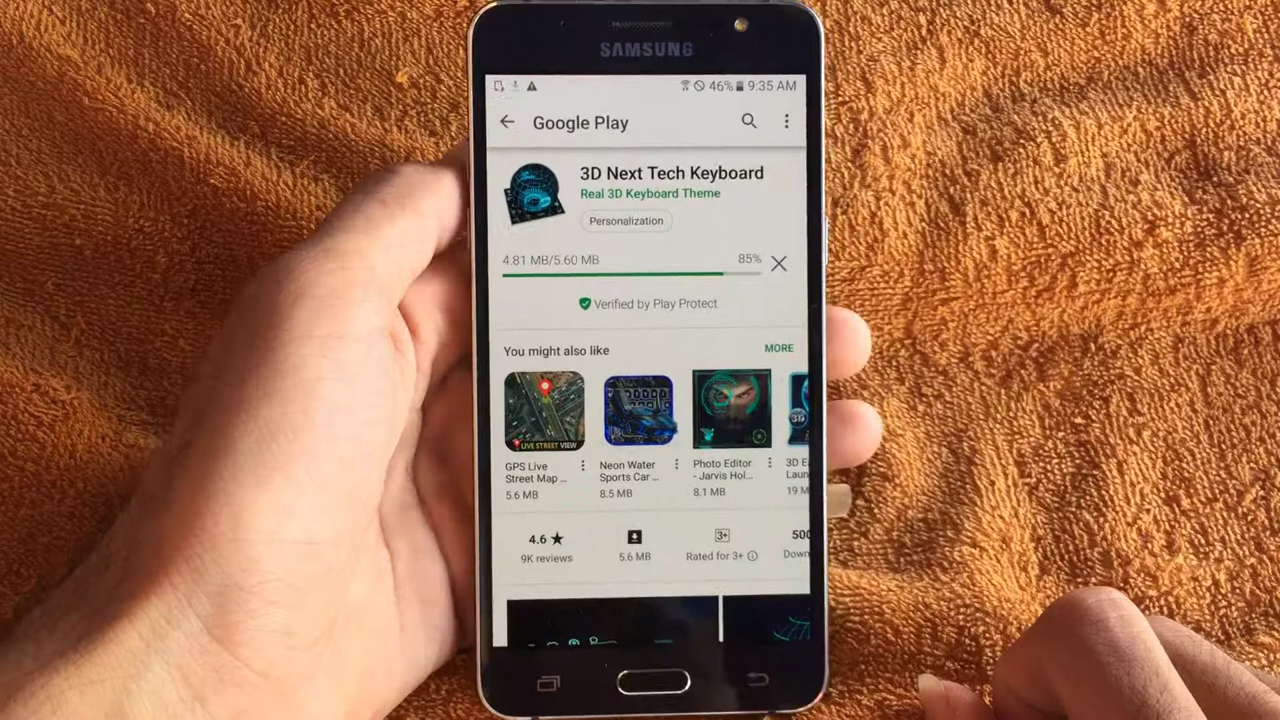 SAMSUNG
46% 9:35 AM
Google Play
3D Next Tech Keyboard
Real 3D Keyboard Theme
Personalization
4.81 MB/5.60 MB 85%
Verified by Play Protect
You might also like MORE
LIVE STREET VIEW
3D
GPS Live
Street Map ...
5.6 MB
Neon Water
Sports Car ...
8.5 MB
Photo Editor
- Jarvis Hol...
8.1 MB
3D Ea
Laun
19 M
4.6 ★
9K reviews
5.6 MB
3+
Rated for 3+
500
Down